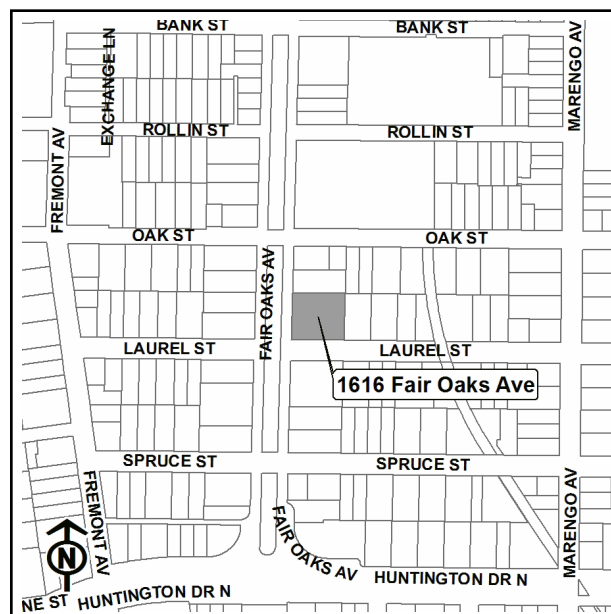 BANK ST
BANK ST
EXCHANGE LN
MARENGO AV
ROLLIN ST
ROLLIN ST
FREMONT AV
OAK ST
OAK ST
FAIR OAKS AV
LAUREL ST
LAUREL ST
1616 Fair Oaks Ave
SPRUCE ST
SPRUCE ST
FREMONT AV
MARENGO AV
FAIR OAKS AV
N
HUNTINGTON DR N
NE ST
HUNTINGTON DR N